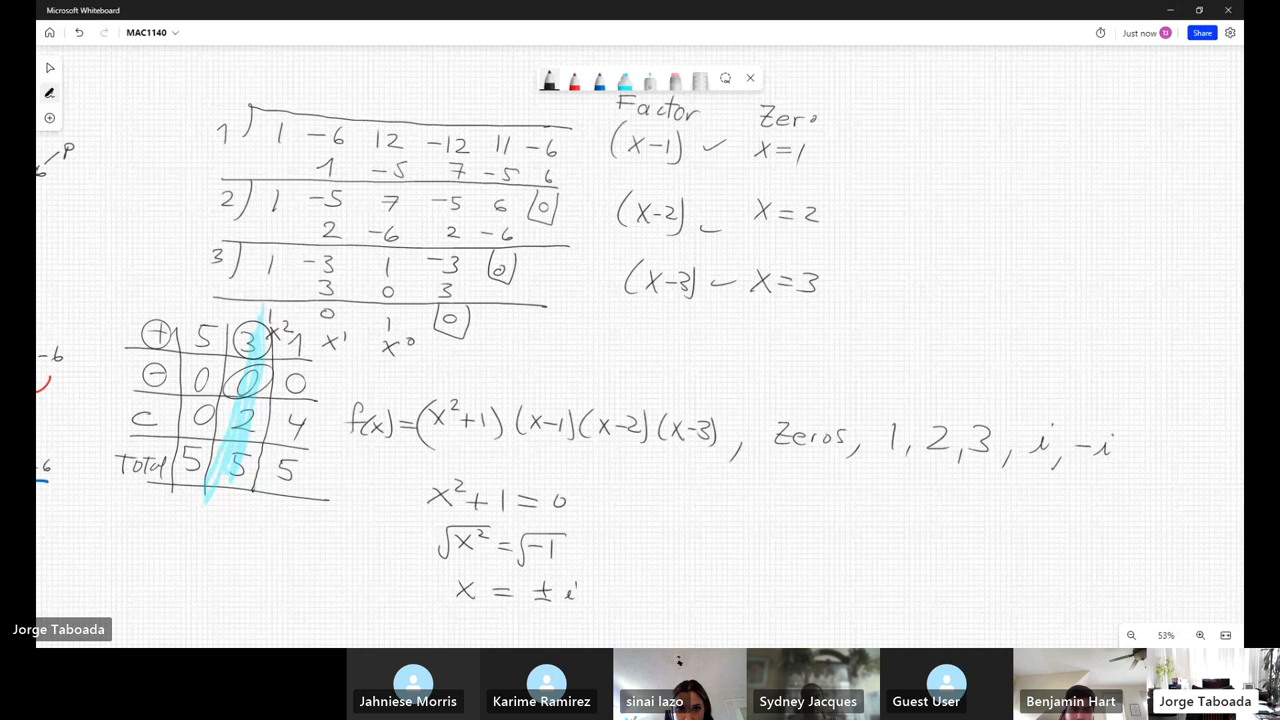 Microsoft Whiteboard
MAC1140
Just now TJ Share
Factor Zero
1 1 -6 12 -12 11 -6 (x-1) ✓ x=1
1 -5 7 -5 6
2 1 -5 7 -5 6 0 (x-2) ✓ x=2
2 -6 2 -6
3 1 -3 1 -3 0 (x-3) ✓ x=3
3 0 3
1 0 1 0
x² x¹ x⁰
+ 5 3 1
- 0 0 0
C 0 2 4
Total 5 5 5
-6
f(x)=(x²+1)(x-1)(x-2)(x-3), Zeros, 1, 2, 3, i, -i
x²+1=0
√x² = √-1
x = ± i
53%
Jorge Taboada
Jahniese Morris
Karime Ramirez
sinai lazo
Sydney Jacques
Guest User
Benjamin Hart
Jorge Taboada